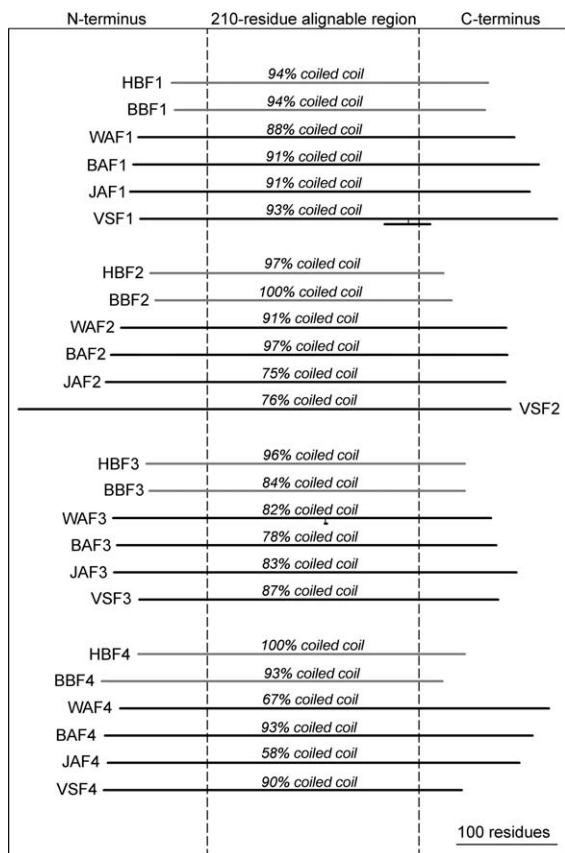 N-terminus 210-residue alignable region C-terminus
HBF1 94% coiled coil
BBF1 94% coiled coil
WAF1 88% coiled coil
BAF1 91% coiled coil
JAF1 91% coiled coil
VSF1 93% coiled coil
HBF2 97% coiled coil
BBF2 100% coiled coil
WAF2 91% coiled coil
BAF2 97% coiled coil
JAF2 75% coiled coil
76% coiled coil VSF2
HBF3 96% coiled coil
BBF3 84% coiled coil
WAF3 82% coiled coil
BAF3 78% coiled coil
JAF3 83% coiled coil
VSF3 87% coiled coil
HBF4 100% coiled coil
BBF4 93% coiled coil
WAF4 67% coiled coil
BAF4 93% coiled coil
JAF4 58% coiled coil
VSF4 90% coiled coil
100 residues